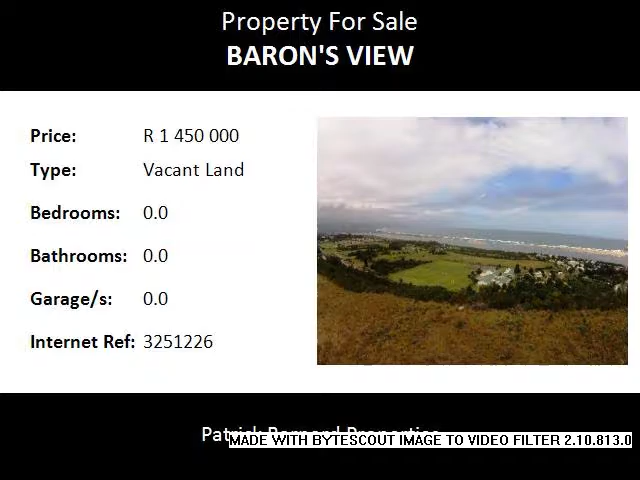 Property For Sale
BARON'S VIEW
Price: R 1 450 000
Type: Vacant Land
Bedrooms: 0.0
Bathrooms: 0.0
Garage/s: 0.0
Internet Ref: 3251226
MADE WITH BYTESCOUT IMAGE TO VIDEO FILTER 2.10.813.0